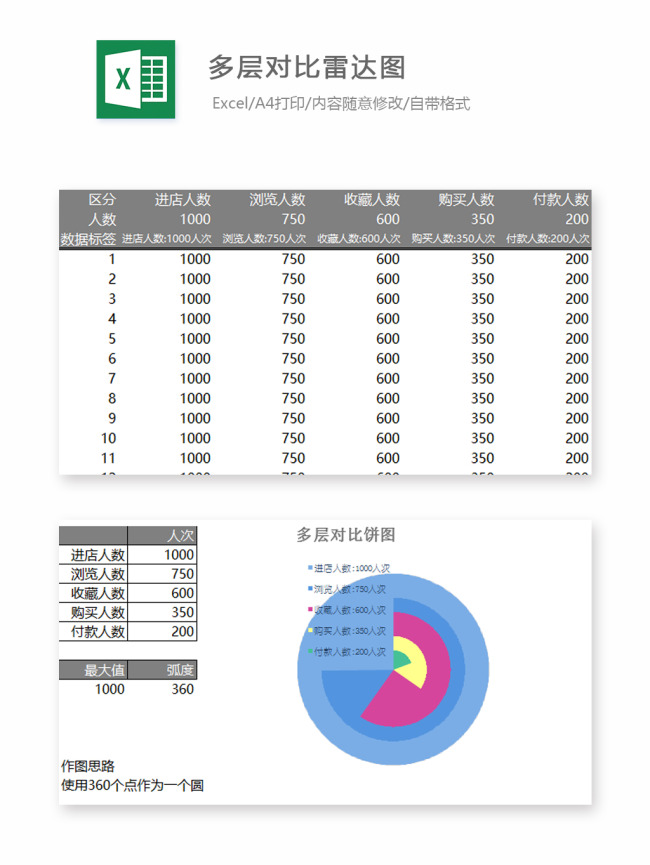 X
多层对比雷达图
Excel/A4打印/内容随意修改/自带格式
区分 进店人数 浏览人数 收藏人数 购买人数 付款人数
人数 1000 750 600 350 200
数据标签 进店人数:1000人次 浏览人数:750人次 收藏人数:600人次 购买人数:350人次 付款人数:200人次
1 1000 750 600 350 200
2 1000 750 600 350 200
3 1000 750 600 350 200
4 1000 750 600 350 200
5 1000 750 600 350 200
6 1000 750 600 350 200
7 1000 750 600 350 200
8 1000 750 600 350 200
9 1000 750 600 350 200
10 1000 750 600 350 200
11 1000 750 600 350 200
人次
进店人数 1000
浏览人数 750
收藏人数 600
购买人数 350
付款人数 200
最大值 弧度
1000 360
作图思路
使用360个点作为一个圆
多层对比饼图
进店人数:1000人次
浏览人数:750人次
收藏人数:600人次
购买人数:350人次
付款人数:200人次